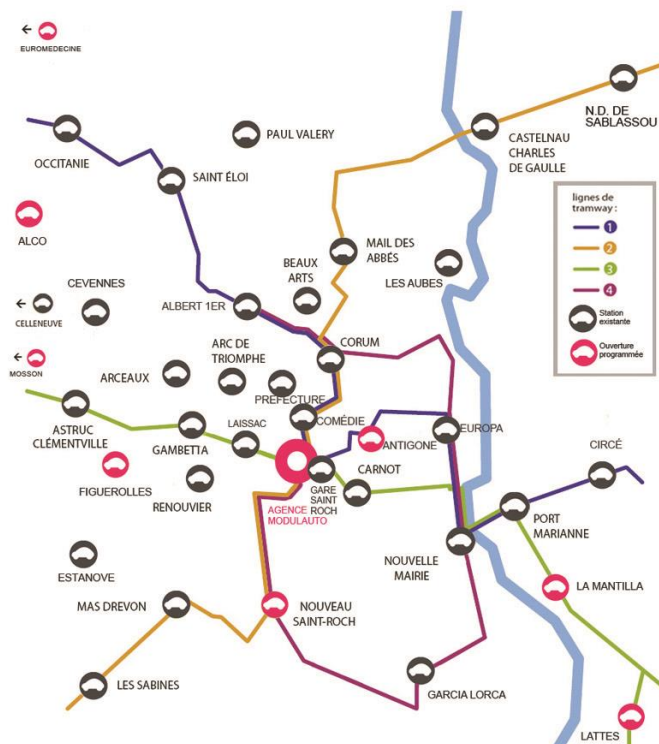 EUROMEDECINE
N.D. DE
SABLASSOU
PAUL VALERY
CASTELNAU
CHARLES
DE GAULLE
OCCITANIE
SAINT ÉLOI
lignes de
tramway :
1
2
3
4
Station
existante
Ouverture
programmée
ALCO
MAIL DES
ABBÉS
BEAUX
ARTS
LES AUBES
CEVENNES
ALBERT 1ER
CELLENEUVE
CORUM
ARC DE
TRIOMPHE
MOSSON
ARCEAUX
PREFECTURE
ASTRUC
CLÉMENTVILLE
LAISSAC
COMÉDIE
EUROPA
GAMBETTA
ANTIGONE
CIRCÉ
FIGUEROLLES
RENOUVIER
AGENCE
MODULAUTO
GARE
SAINT
ROCH
CARNOT
PORT
MARIANNE
NOUVELLE
MAIRIE
ESTANOVE
LA MANTILLA
MAS DREVON
NOUVEAU
SAINT-ROCH
LES SABINES
GARCIA LORCA
LATTES